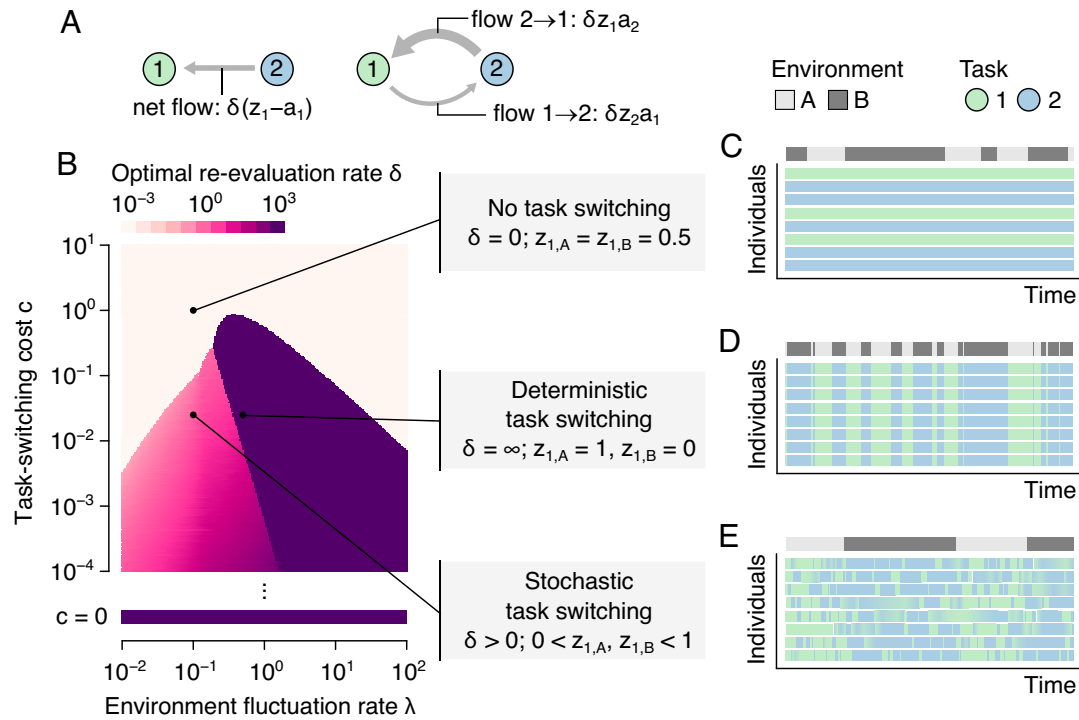 A
1
2
net flow: δ(z₁−a₁)
flow 2→1: δz₁a₂
1
2
flow 1→2: δz₂a₁
Environment
A B
Task
1 2
B
Optimal re-evaluation rate δ
10⁻³ 10⁰ 10³
Task-switching cost c
10¹
10⁰
10⁻¹
10⁻²
10⁻³
10⁻⁴
⋮
c = 0
10⁻² 10⁻¹ 10⁰ 10¹ 10²
Environment fluctuation rate λ
No task switching
δ = 0; z₁,A = z₁,B = 0.5
Deterministic
task switching
δ = ∞; z₁,A = 1, z₁,B = 0
Stochastic
task switching
δ > 0; 0 < z₁,A, z₁,B < 1
C
Individuals
Time
D
Individuals
Time
E
Individuals
Time